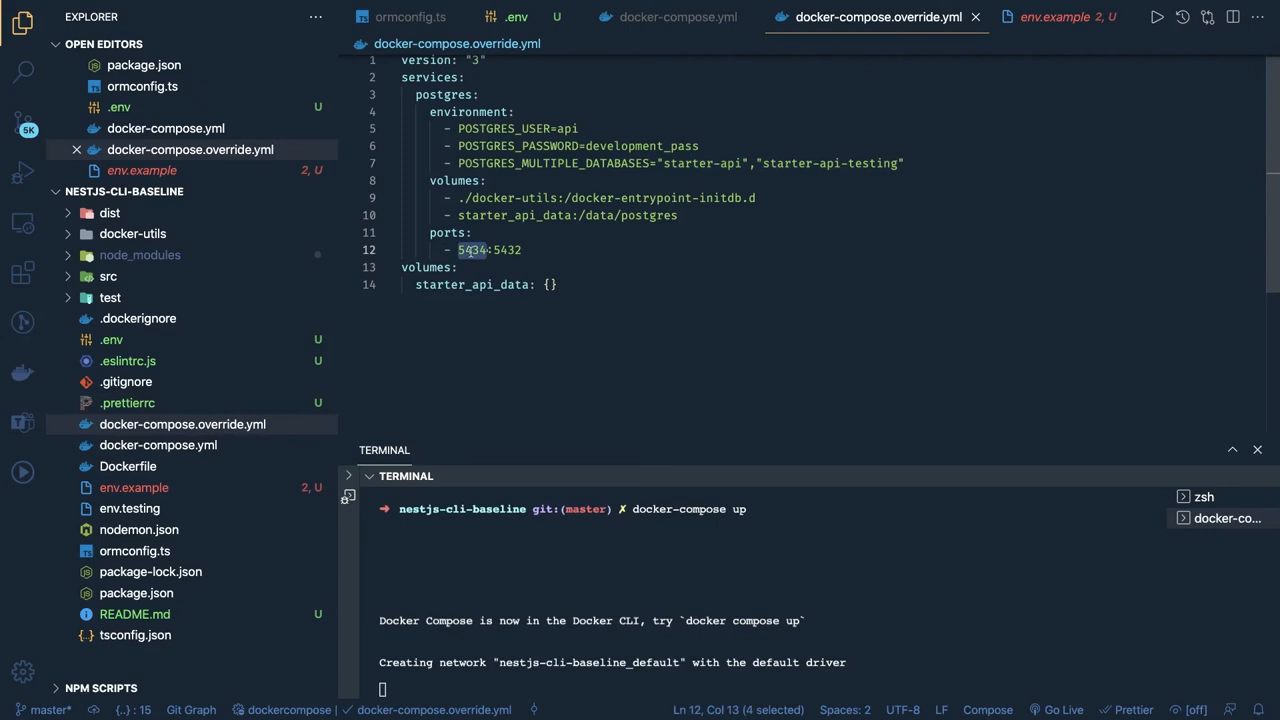 EXPLORER
OPEN EDITORS
package.json
ormconfig.ts
.env U
docker-compose.yml
docker-compose.override.yml
env.example 2, U
NESTJS-CLI-BASELINE
dist
docker-utils
node_modules
src
test
.dockerignore
.env U
.eslintrc.js U
.gitignore
.prettierrc U
docker-compose.override.yml
docker-compose.yml
Dockerfile
env.example 2, U
env.testing
nodemon.json
ormconfig.ts
package-lock.json
package.json
README.md U
{..} tsconfig.json
NPM SCRIPTS
5K
ormconfig.ts
.env U
docker-compose.yml
docker-compose.override.yml
env.example 2, U
docker-compose.override.yml
1 version: "3"
2 services:
3 postgres:
4 environment:
5 - POSTGRES_USER=api
6 - POSTGRES_PASSWORD=development_pass
7 - POSTGRES_MULTIPLE_DATABASES="starter-api","starter-api-testing"
8 volumes:
9 - ./docker-utils:/docker-entrypoint-initdb.d
10 - starter_api_data:/data/postgres
11 ports:
12 - 5434:5432
13 volumes:
14 starter_api_data: {}
TERMINAL
TERMINAL
➜ nestjs-cli-baseline git:(master) ✗ docker-compose up
Docker Compose is now in the Docker CLI, try `docker compose up`
Creating network "nestjs-cli-baseline_default" with the default driver
zsh
docker-co...
master* {..} : 15 Git Graph dockercompose | ✓ docker-compose.override.yml Ln 12, Col 13 (4 selected) Spaces: 2 UTF-8 LF Compose Go Live Prettier [off]